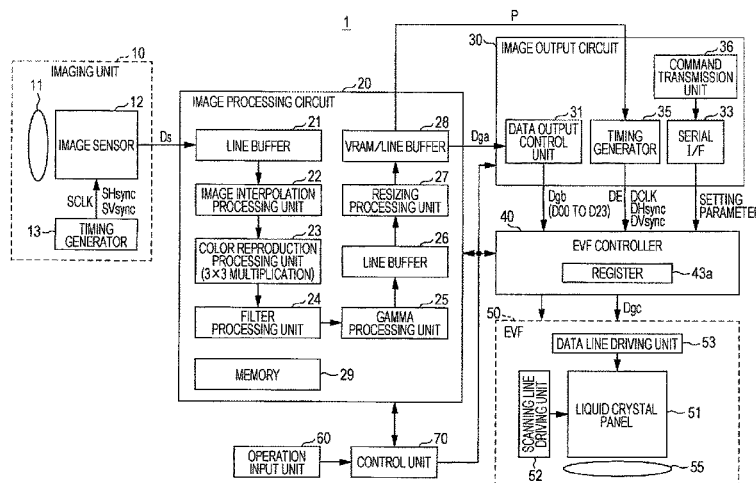 1
P
10
IMAGING UNIT
11
12
IMAGE SENSOR
Ds
SCLK
SHsync
SVsync
13
TIMING GENERATOR
20
IMAGE PROCESSING CIRCUIT
21
LINE BUFFER
22
IMAGE INTERPOLATION
PROCESSING UNIT
23
COLOR REPRODUCTION
PROCESSING UNIT
(3×3 MULTIPLICATION)
24
FILTER
PROCESSING UNIT
25
GAMMA
PROCESSING UNIT
26
LINE BUFFER
27
RESIZING
PROCESSING UNIT
28
VRAM/LINE BUFFER
MEMORY
29
Dga
30
IMAGE OUTPUT CIRCUIT
36
COMMAND
TRANSMISSION
UNIT
31
DATA OUTPUT
CONTROL
UNIT
35
TIMING
GENERATOR
33
SERIAL
I/F
Dgb
(D00 TO D23)
DE
DCLK
DHsync
DVsync
SETTING
PARAMETER
40
EVF CONTROLLER
REGISTER
43a
Dgc
50
EVF
DATA LINE DRIVING UNIT
53
SCANNING LINE
DRIVING UNIT
52
LIQUID CRYSTAL
PANEL
51
55
60
OPERATION
INPUT UNIT
70
CONTROL UNIT